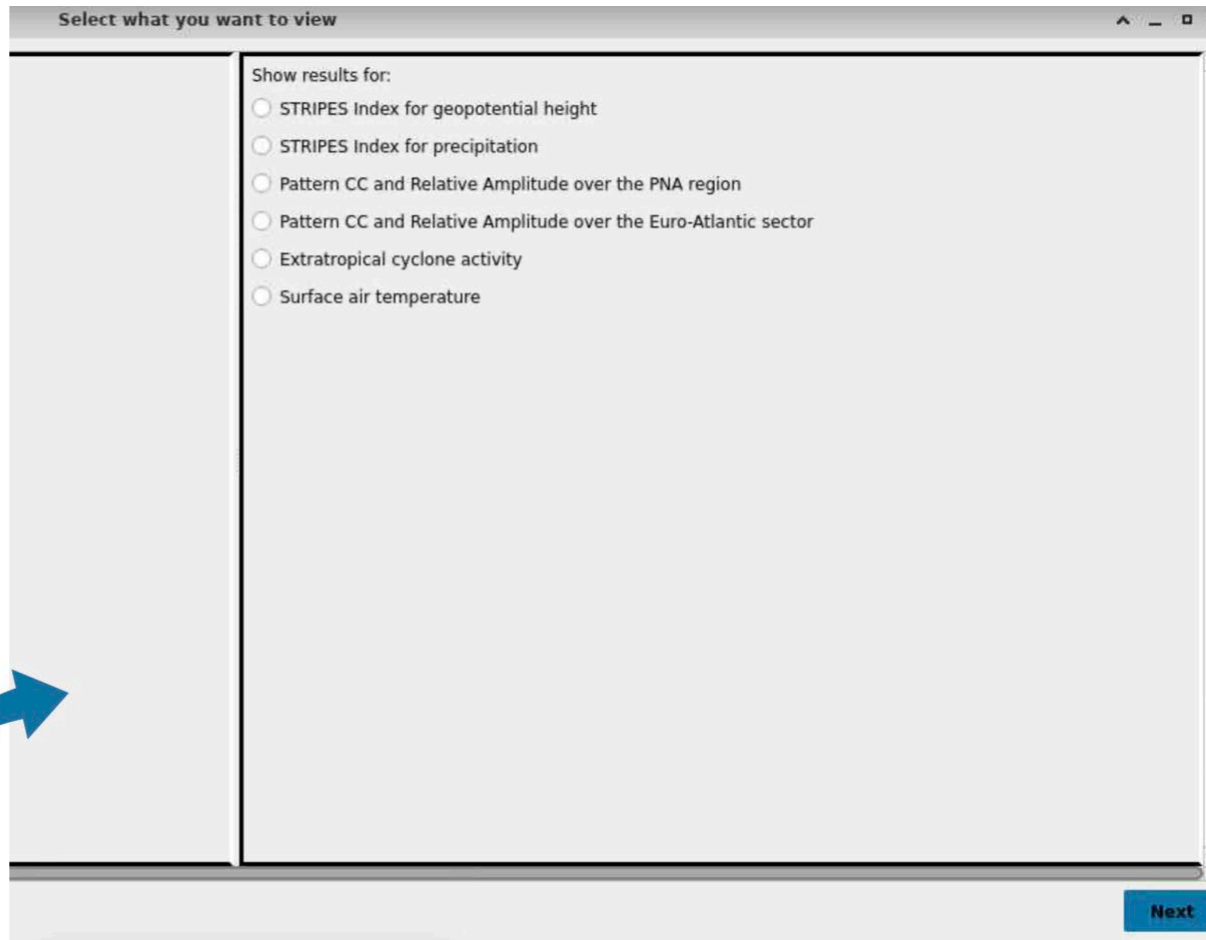 Select what you want to view
Show results for:
STRIPES Index for geopotential height
STRIPES Index for precipitation
Pattern CC and Relative Amplitude over the PNA region
Pattern CC and Relative Amplitude over the Euro-Atlantic sector
Extratropical cyclone activity
Surface air temperature
Next